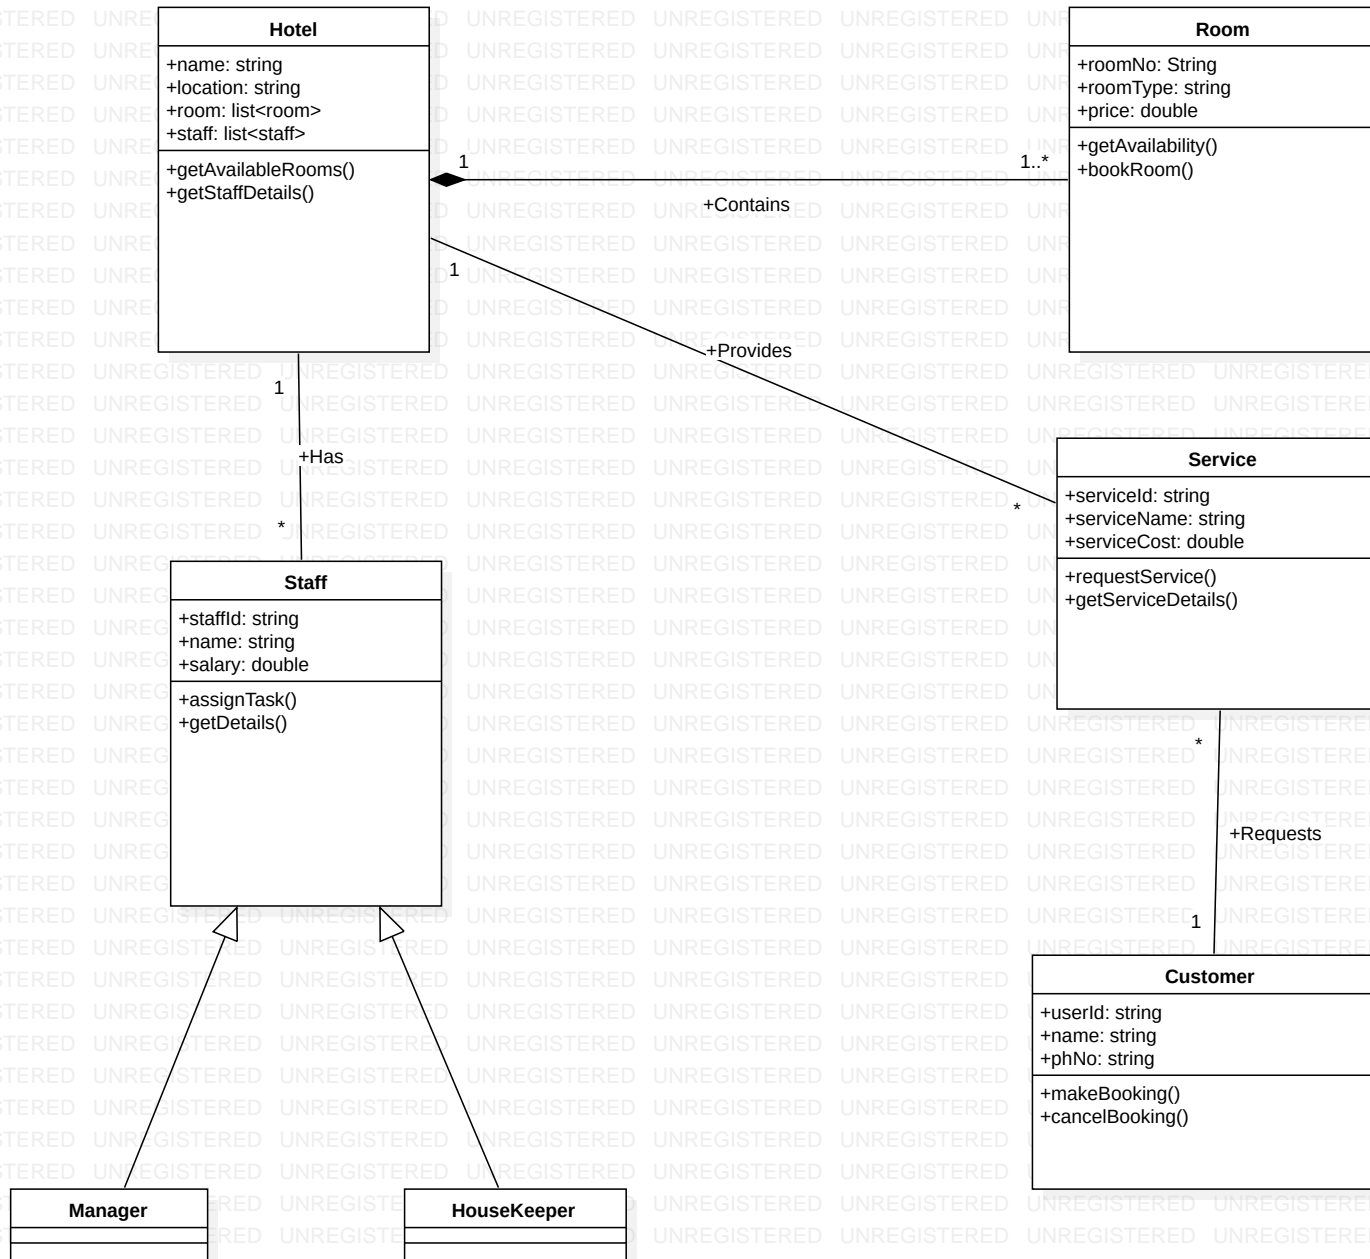 Hotel
+name: string
+location: string
+room: list<room>
+staff: list<staff>
+getAvailableRooms()
+getStaffDetails()
Room
+roomNo: String
+roomType: string
+price: double
+getAvailability()
+bookRoom()
1
1..*
+Contains
1
+Provides
*
1
+Has
*
Service
+serviceId: string
+serviceName: string
+serviceCost: double
+requestService()
+getServiceDetails()
Staff
+staffId: string
+name: string
+salary: double
+assignTask()
+getDetails()
*
+Requests
1
Customer
+userId: string
+name: string
+phNo: string
+makeBooking()
+cancelBooking()
Manager
HouseKeeper
UNREGISTERED